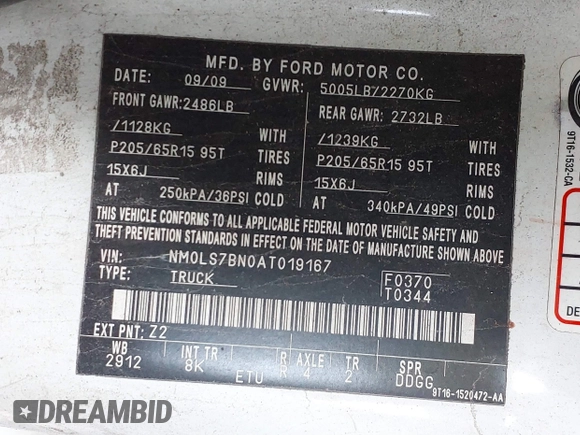 MFD. BY FORD MOTOR CO.
DATE: 09/09 GVWR: 5005LB/2270KG
FRONT GAWR: 2486LB REAR GAWR: 2732LB
/1128KG WITH /1239KG WITH
P205/65R15 95T TIRES P205/65R15 95T TIRES
15X6J RIMS 15X6J RIMS
AT 250kPA/36PSI COLD AT 340kPA/49PSI COLD
THIS VEHICLE CONFORMS TO ALL APPLICABLE FEDERAL MOTOR VEHICLE SAFETY AND
THEFT PREVENTION STANDARDS IN EFFECT ON THE DATE OF MANUFACTURE SHOWN ABOVE.
VIN: NM0LS7BN0AT019167
TYPE: TRUCK
F0370
T0344
EXT PNT: Z2
WB INT TR R AXLE TR SPR
2912 8K R 4 2 DDGG
ETU
9T16-1520472-AA
9T16-1532-CA
DE
DREAMBID